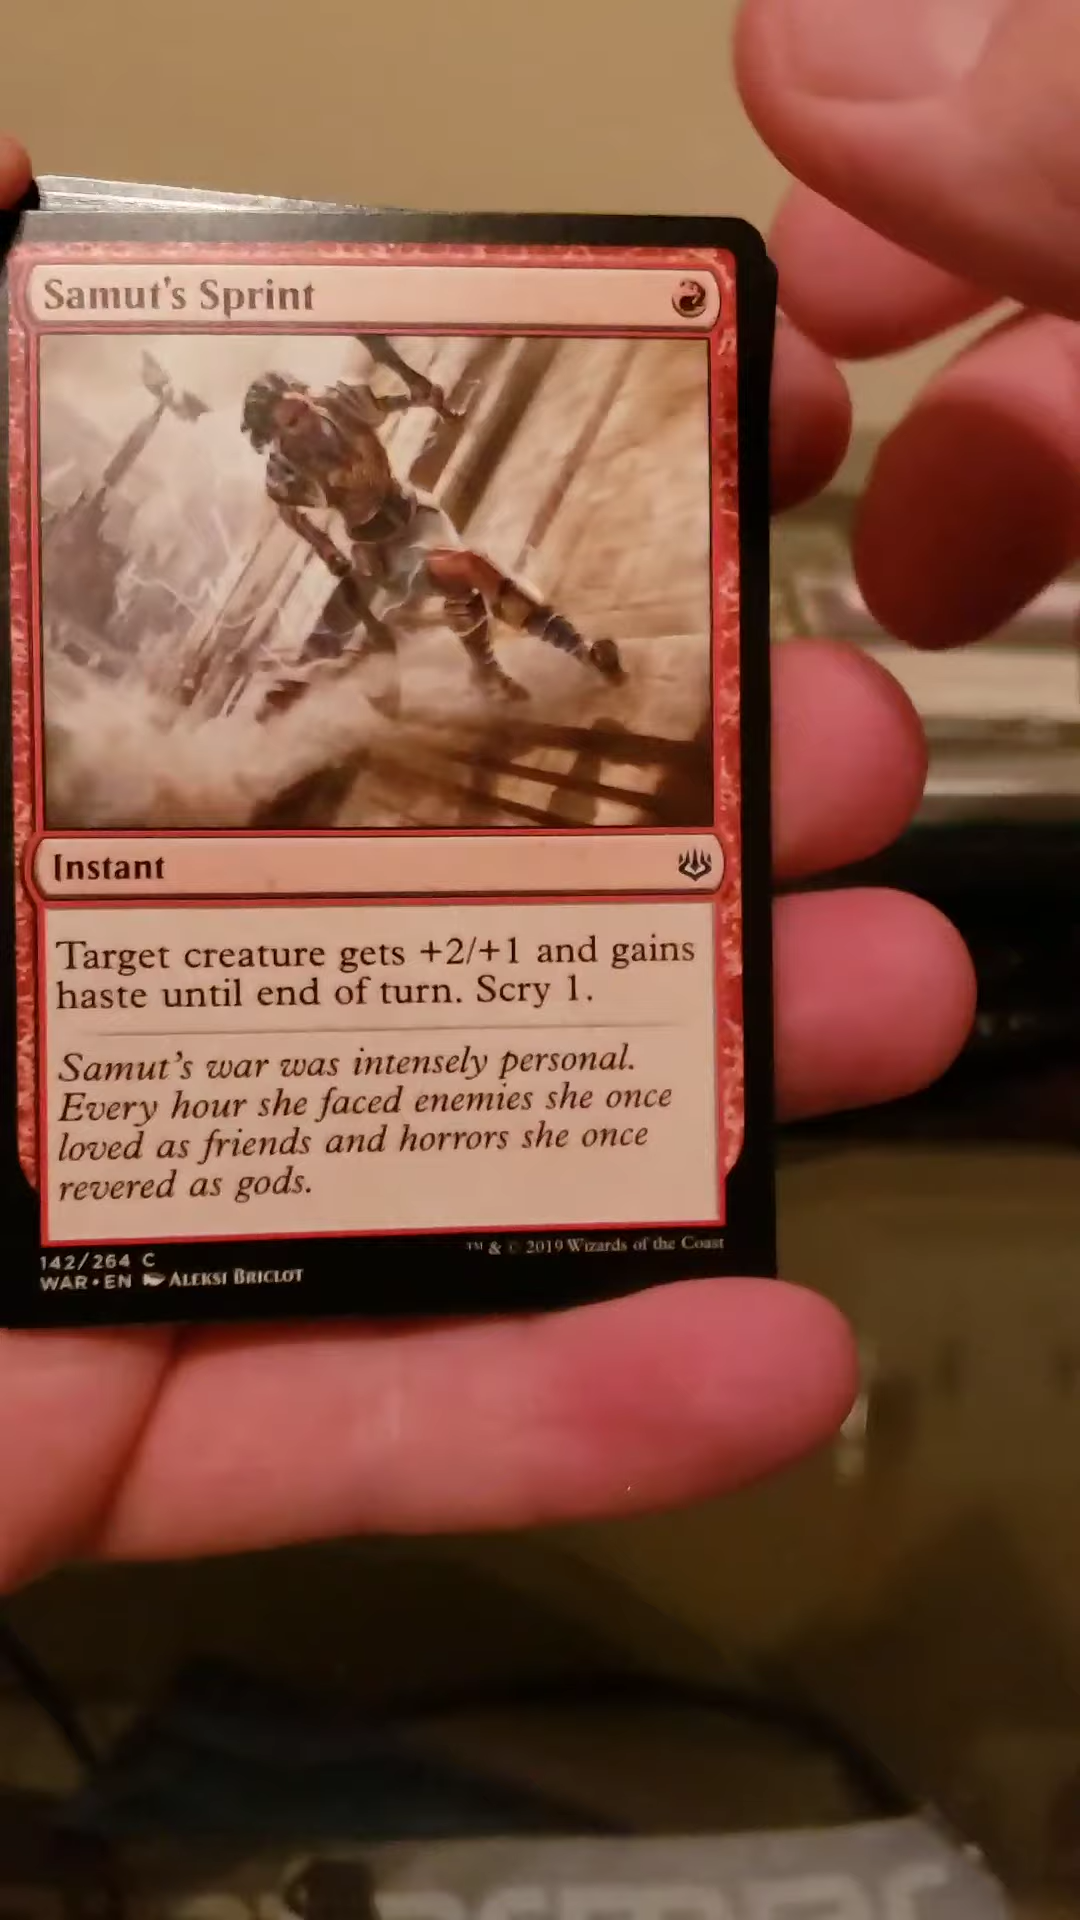 Samut's Sprint
Instant
Target creature gets +2/+1 and gains
haste until end of turn. Scry 1.
Samut's war was intensely personal.
Every hour she faced enemies she once
loved as friends and horrors she once
revered as gods.
142/264 C
™ & © 2019 Wizards of the Coast
WAR • EN ALEKSI BRICLOT